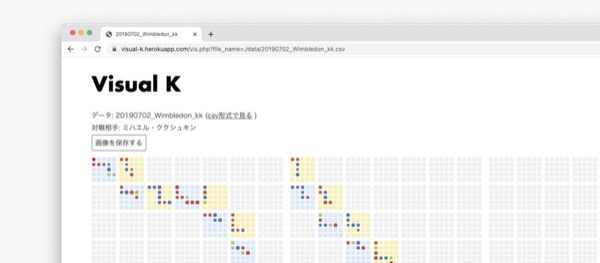 20190702_Wimbledon_kk
visual-k.herokuapp.com/vis.php?file_name=./data/20190702_Wimbledon_kk.csv
Visual K
データ: 20190702_Wimbledon_kk (csv形式で見る )
対戦相手: ミハエル・ククシュキン
画像を保存する